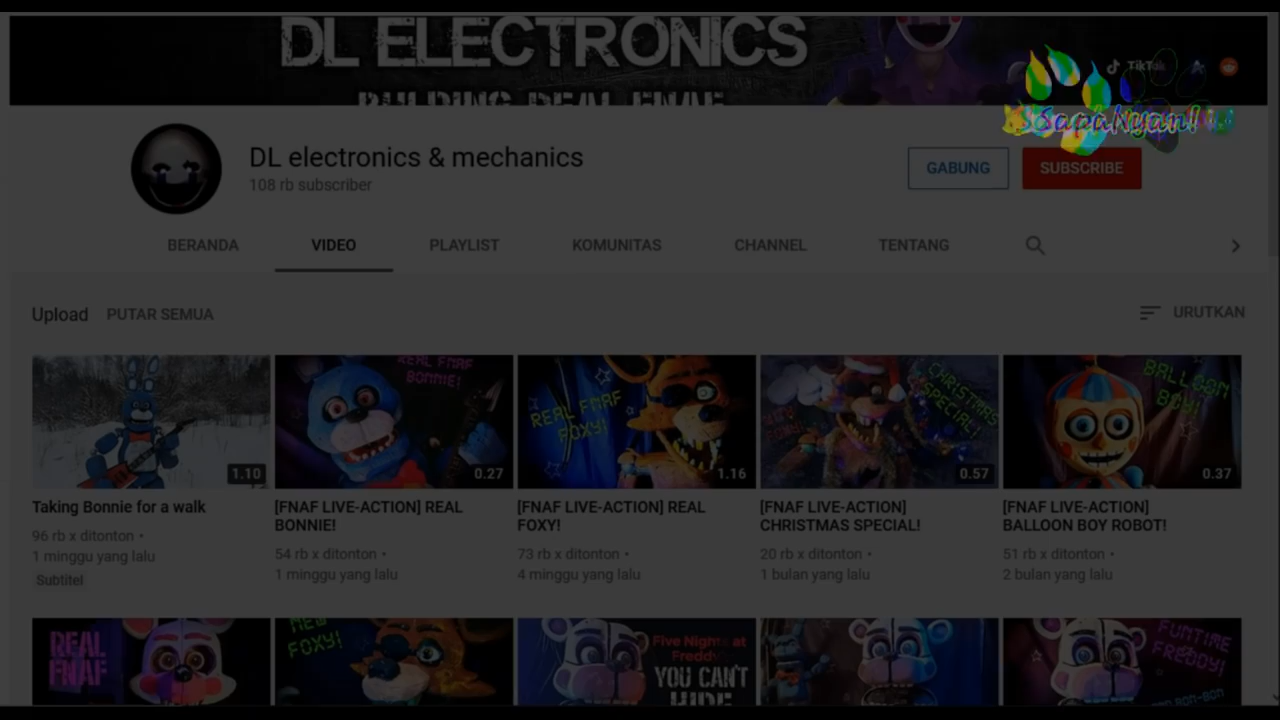 DL ELECTRONICS
BUILDING REAL FNAF
TikTok
SaaaNyan!
DL electronics & mechanics
108 rb subscriber
GABUNG
SUBSCRIBE
BERANDA VIDEO PLAYLIST KOMUNITAS CHANNEL TENTANG
Upload PUTAR SEMUA
URUTKAN
REAL FNAF
BONNIE!
REAL FNAF
FOXY!
CHRISTMAS
SPECIAL!
BALLOON
BOY!
1.10
0.27
1.16
0.57
0.37
Taking Bonnie for a walk
96 rb x ditonton •
1 minggu yang lalu
Subtitel
[FNAF LIVE-ACTION] REAL
BONNIE!
54 rb x ditonton •
1 minggu yang lalu
[FNAF LIVE-ACTION] REAL
FOXY!
73 rb x ditonton •
4 minggu yang lalu
[FNAF LIVE-ACTION]
CHRISTMAS SPECIAL!
20 rb x ditonton •
1 bulan yang lalu
[FNAF LIVE-ACTION]
BALLOON BOY ROBOT!
51 rb x ditonton •
2 bulan yang lalu
REAL
FNAF
NEW
FOXY!
Five Nights at
Freddy's
YOU CAN'T
HIDE
FUNTIME
FREDDY!
BON-BON